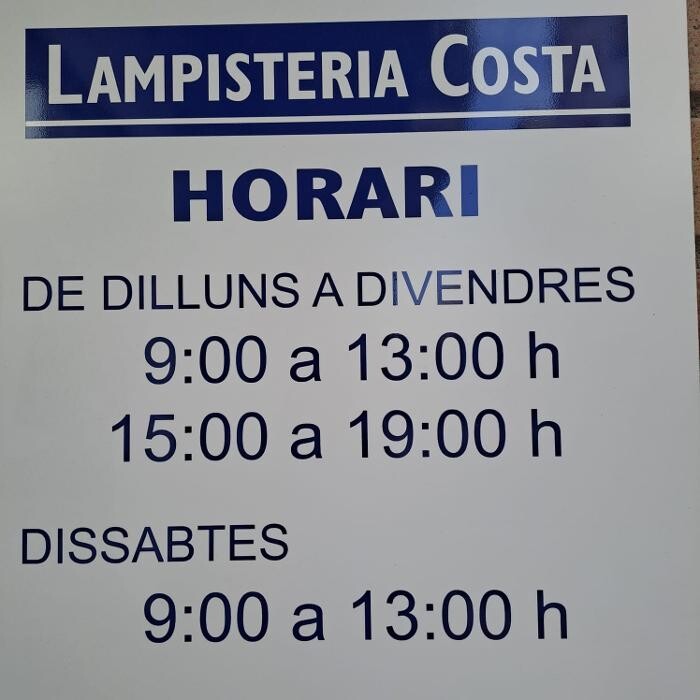 LAMPISTERIA COSTA
HORARI
DE DILLUNS A DIVENDRES
9:00 a 13:00 h
15:00 a 19:00 h
DISSABTES
9:00 a 13:00 h